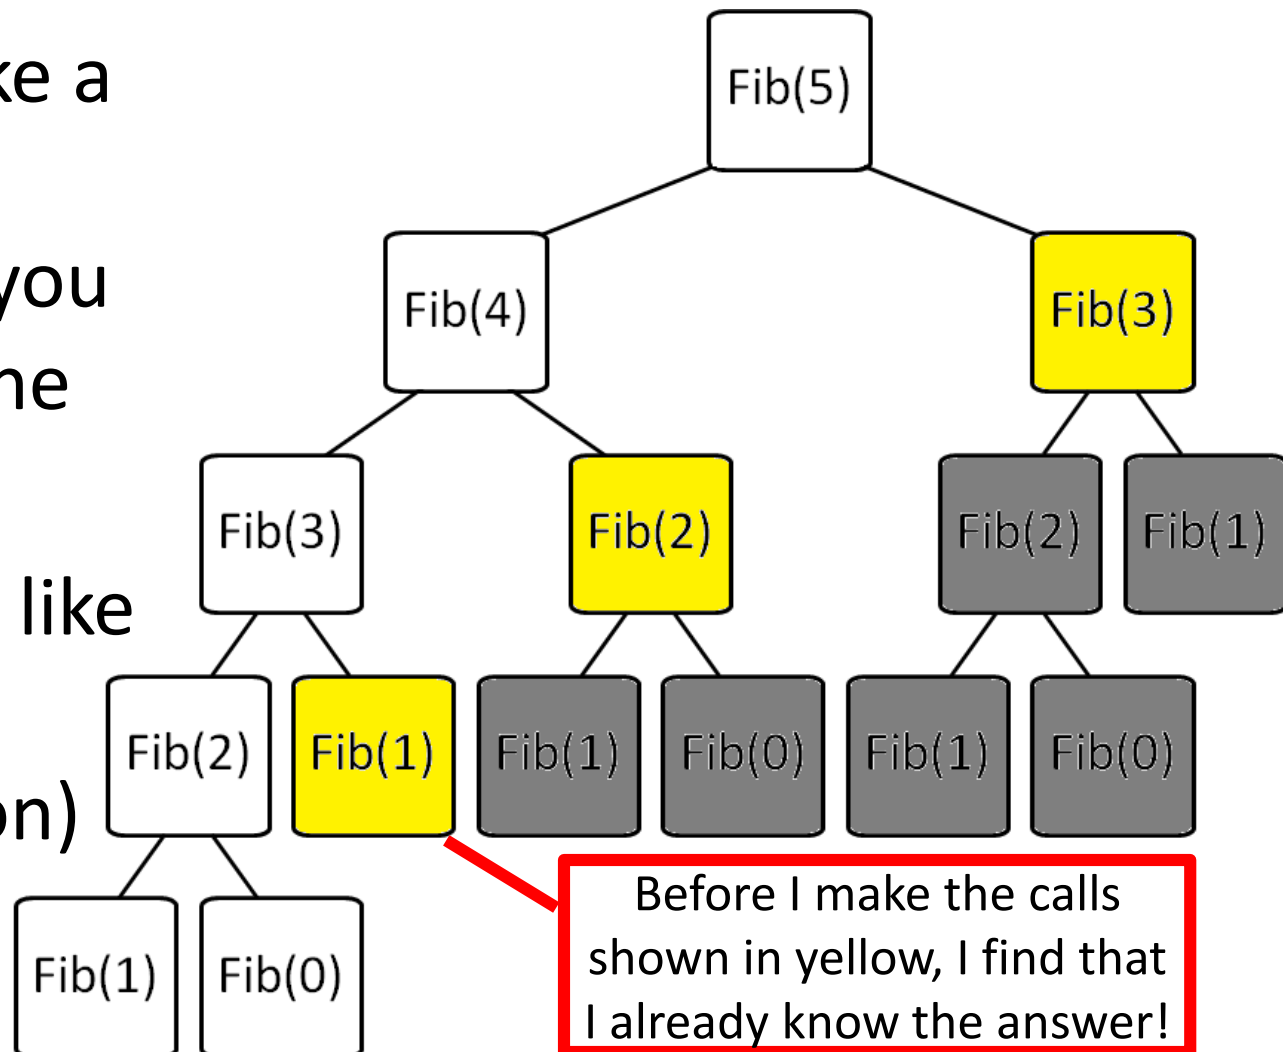 ke a
you
ne
like
on)
Fib(5)
Fib(4)
Fib(3)
Fib(3)
Fib(2)
Fib(2)
Fib(1)
Fib(2)
Fib(1)
Fib(1)
Fib(0)
Fib(1)
Fib(0)
Fib(1)
Fib(0)
Before I make the calls
shown in yellow, I find that
I already know the answer!